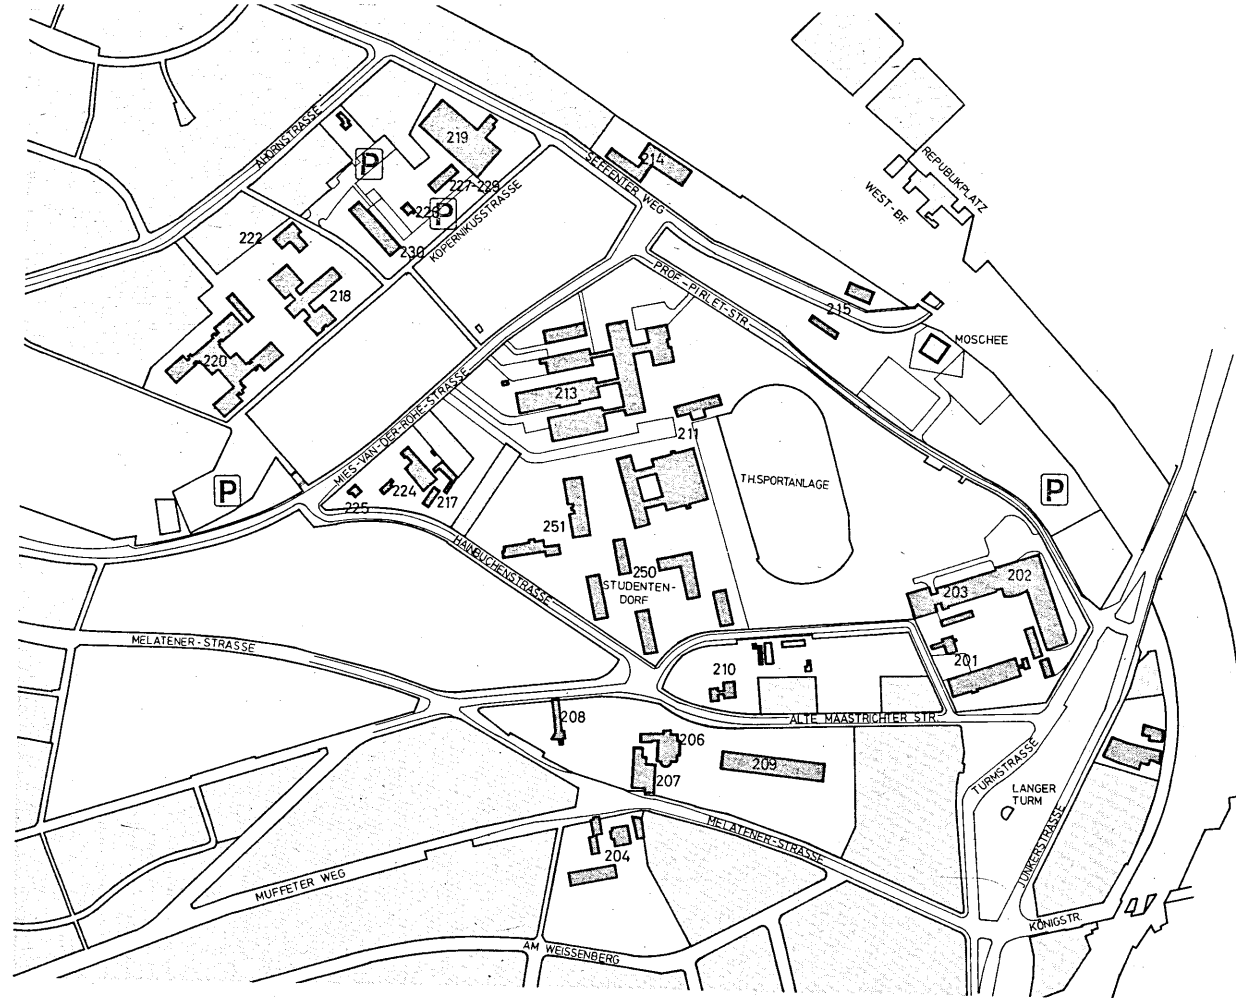 AHORNSTRASSE
P
219
227-229
228
P
KOPERNIKUSSTRASSE
222
230
218
220
SEFFENTER WEG
214
REPUBLIKPLATZ
WEST-BF.
PROF.-PIRLET-STR.
215
MOSCHEE
213
211
MIES-VAN-DER-ROHE-STRASSE
TH.SPORTANLAGE
P
P
224
217
225
251
HAINBUCHENSTRASSE
250
STUDENTEN-
DORF
202
203
201
MELATENER-STRASSE
210
208
ALTE MAASTRICHTER STR.
206
207
209
TURMSTRASSE
LANGER
TURM
JUNKERSTRASSE
MELATENER-STRASSE
204
MUFFETER WEG
KÖNIGSTR.
AM WEISSENBERG